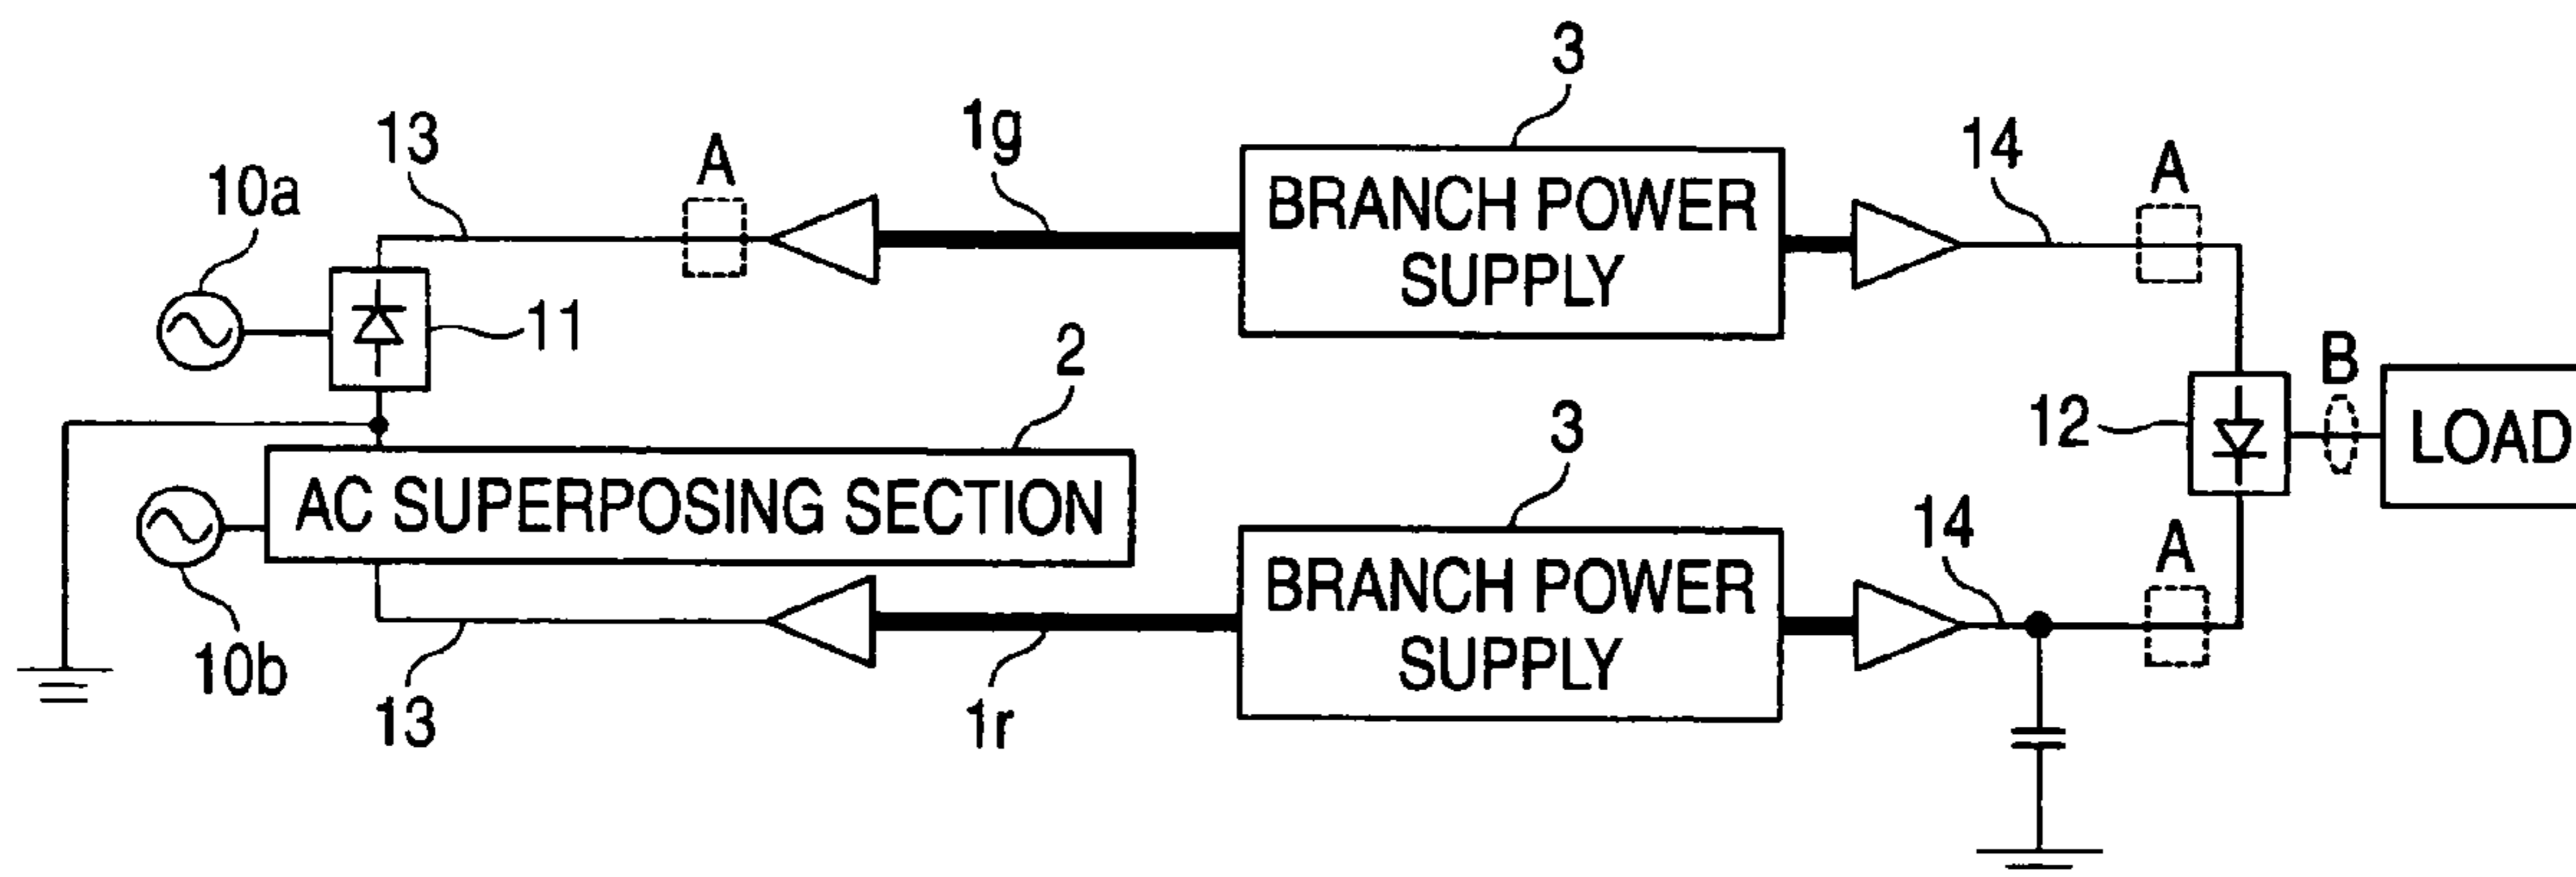 3
1g
14
13
A
A
10a
BRANCH POWER
SUPPLY
11
2
B
3
12
LOAD
AC SUPERPOSING SECTION
14
A
BRANCH POWER
SUPPLY
10b
13
1r